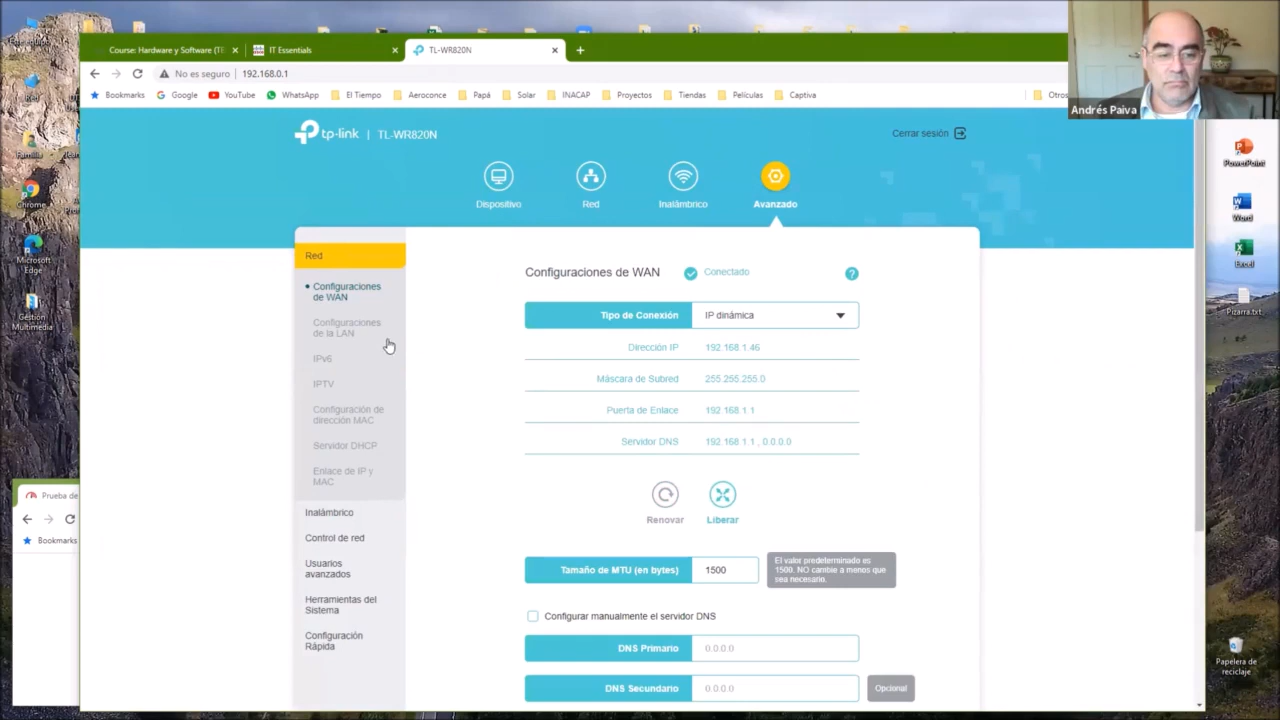 Course: Hardware y Software (TE
IT Essentials
TL-WR820N
No es seguro
192.168.0.1
Bookmarks
Google
YouTube
WhatsApp
El Tiempo
Aeroconce
Papá
Solar
INACAP
Proyectos
Tiendas
Películas
Captiva
Otros
Andrés Paiva
tp-link | TL-WR820N
Cerrar sesión
Dispositivo
Red
Inalámbrico
Avanzado
Red
Configuraciones
de WAN
Configuraciones
de la LAN
IPv6
IPTV
Configuración de
dirección MAC
Servidor DHCP
Enlace de IP y
MAC
Inalámbrico
Control de red
Usuarios
avanzados
Herramientas del
Sistema
Configuración
Rápida
Configuraciones de WAN
Conectado
?
Tipo de Conexión
IP dinámica
Dirección IP
192.168.1.46
Máscara de Subred
255.255.255.0
Puerta de Enlace
192.168.1.1
Servidor DNS
192.168.1.1 , 0.0.0.0
Renovar
Liberar
Tamaño de MTU (en bytes)
1500
El valor predeterminado es
1500. NO cambie a menos que
sea necesario.
Configurar manualmente el servidor DNS
DNS Primario
0.0.0.0
DNS Secundario
0.0.0.0
Opcional
Red
Familia
Chrome
Microsoft
Edge
Gestión
Multimedia
Prueba de
Bookmarks
PowerPoint
Word
Excel
Pizarra.txt
Papelera de
reciclaje